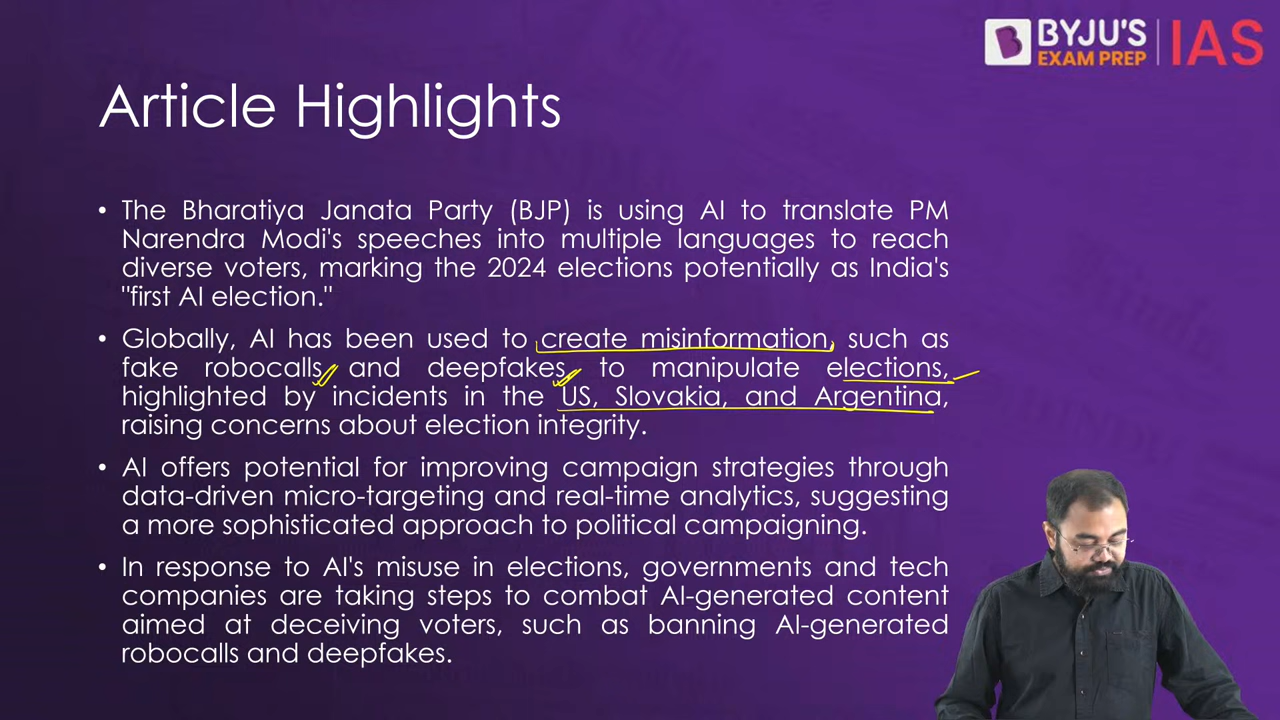 BYJU'S
EXAM PREP
IAS
Article Highlights
• The Bharatiya Janata Party (BJP) is using AI to translate PM
Narendra Modi's speeches into multiple languages to reach
diverse voters, marking the 2024 elections potentially as India's
"first AI election."
• Globally, AI has been used to create misinformation, such as
fake robocalls and deepfakes, to manipulate elections,
highlighted by incidents in the US, Slovakia, and Argentina,
raising concerns about election integrity.
• AI offers potential for improving campaign strategies through
data-driven micro-targeting and real-time analytics, suggesting
a more sophisticated approach to political campaigning.
• In response to AI's misuse in elections, governments and tech
companies are taking steps to combat AI-generated content
aimed at deceiving voters, such as banning AI-generated
robocalls and deepfakes.